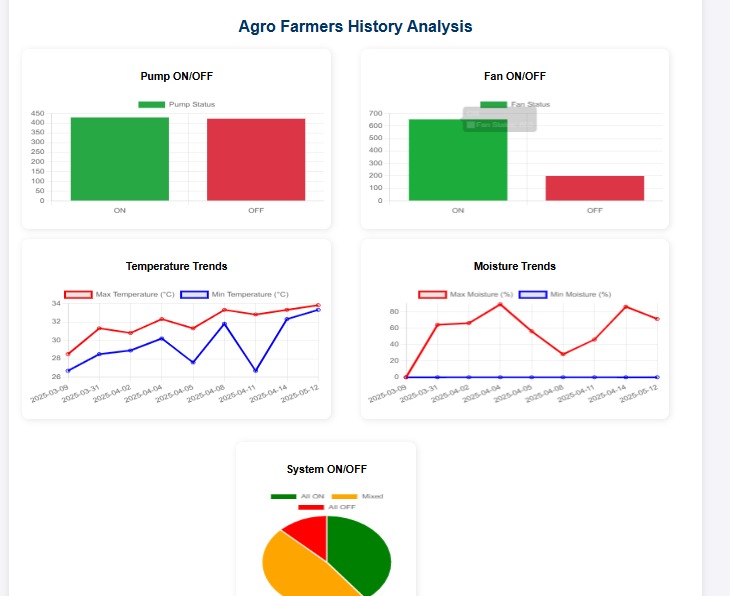 Agro Farmers History Analysis
Pump ON/OFF
Pump Status
450
400
350
300
250
200
150
100
50
0
ON OFF
Fan ON/OFF
Fan Status
Fan
700
600
500
400
300
200
100
0
ON OFF
Temperature Trends
Max Temperature (°C) Min Temperature (°C)
34
32
30
28
26
2025-03-09 2025-03-31 2025-04-02 2025-04-04 2025-04-05 2025-04-08 2025-04-11 2025-04-14 2025-05-12
Moisture Trends
Max Moisture (%) Min Moisture (%)
80
60
40
20
0
2025-03-09 2025-03-31 2025-04-02 2025-04-04 2025-04-05 2025-04-08 2025-04-11 2025-04-14 2025-05-12
System ON/OFF
All ON Mixed
All OFF